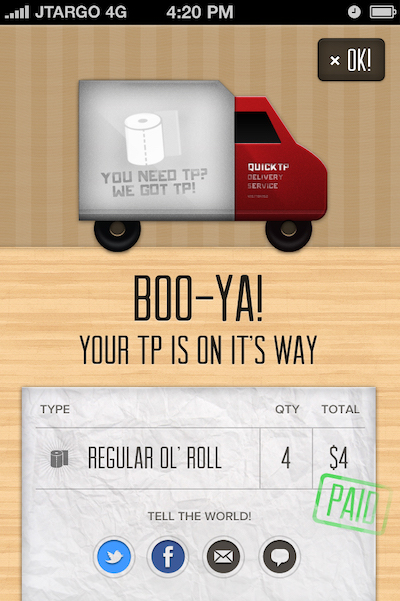 JTARGO 4G 4:20 PM
× OK!
YOU NEED TP?
WE GOT TP!
QUICKTP
DELIVERY
SERVICE
BOO-YA!
YOUR TP IS ON IT'S WAY
TYPE QTY TOTAL
REGULAR OL' ROLL 4 $4
PAID
TELL THE WORLD!